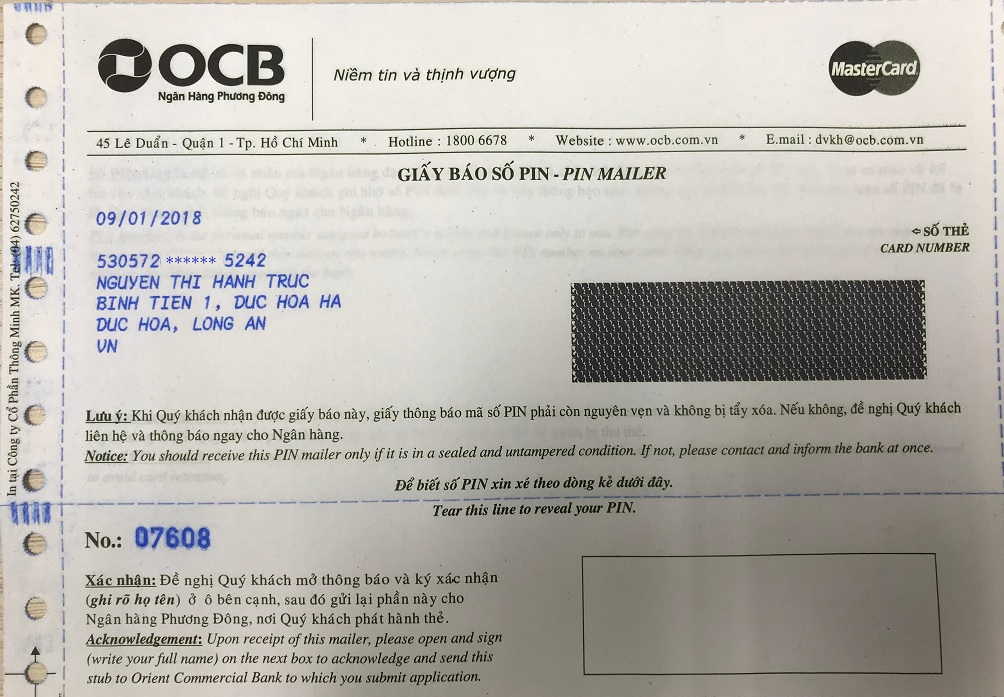 OCB
Ngân Hàng Phương Đông
Niềm tin và thịnh vượng
MasterCard
45 Lê Duẩn - Quận 1 - Tp. Hồ Chí Minh * Hotline : 1800 6678 * Website : www.ocb.com.vn * E.mail : dvkh@ocb.com.vn
GIẤY BÁO SỐ PIN - PIN MAILER
09/01/2018
⇦ SỐ THẺ
CARD NUMBER
530572 ****** 5242
NGUYEN THI HANH TRUC
BINH TIEN 1, DUC HOA HA
DUC HOA, LONG AN
VN
Lưu ý: Khi Quý khách nhận được giấy báo này, giấy thông báo mã số PIN phải còn nguyên vẹn và không bị tẩy xóa. Nếu không, đề nghị Quý khách
liên hệ và thông báo ngay cho Ngân hàng.
Notice: You should receive this PIN mailer only if it is in a sealed and untampered condition. If not, please contact and inform the bank at once.
to avoid card retention.
Để biết số PIN xin xé theo dòng kẻ dưới đây.
Tear this line to reveal your PIN.
No.: 07608
Xác nhận: Đề nghị Quý khách mở thông báo và ký xác nhận
(ghi rõ họ tên) ở ô bên cạnh, sau đó gửi lại phần này cho
Ngân hàng Phương Đông, nơi Quý khách phát hành thẻ.
Acknowledgement: Upon receipt of this mailer, please open and sign
(write your full name) on the next box to acknowledge and send this
stub to Orient Commercial Bank to which you submit application.
In tại Công ty Cổ Phần Thông Minh MK. Tel: (04) 62750242